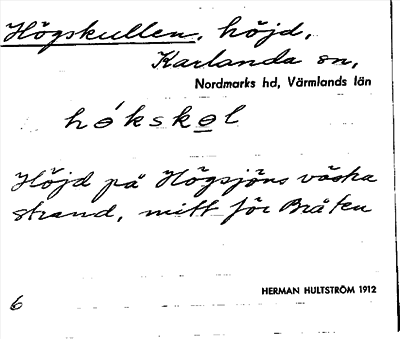 Högskullen, höjd,
Karlanda sn,
Nordmarks hd, Värmlands län
hǿkskəl
Höjd på Högsjöns västra
strand, mitt för Bråten
HERMAN HULTSTRÖM 1912
6